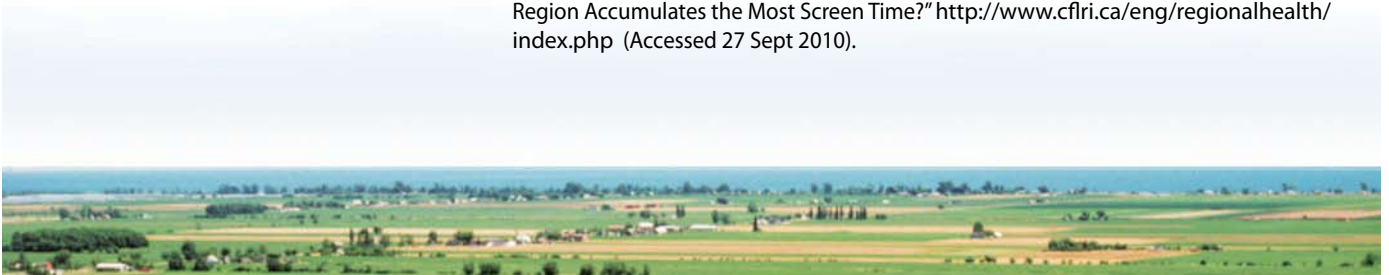 Region Accumulates the Most Screen Time?” http://www.cflri.ca/eng/regionalhealth/
index.php (Accessed 27 Sept 2010).